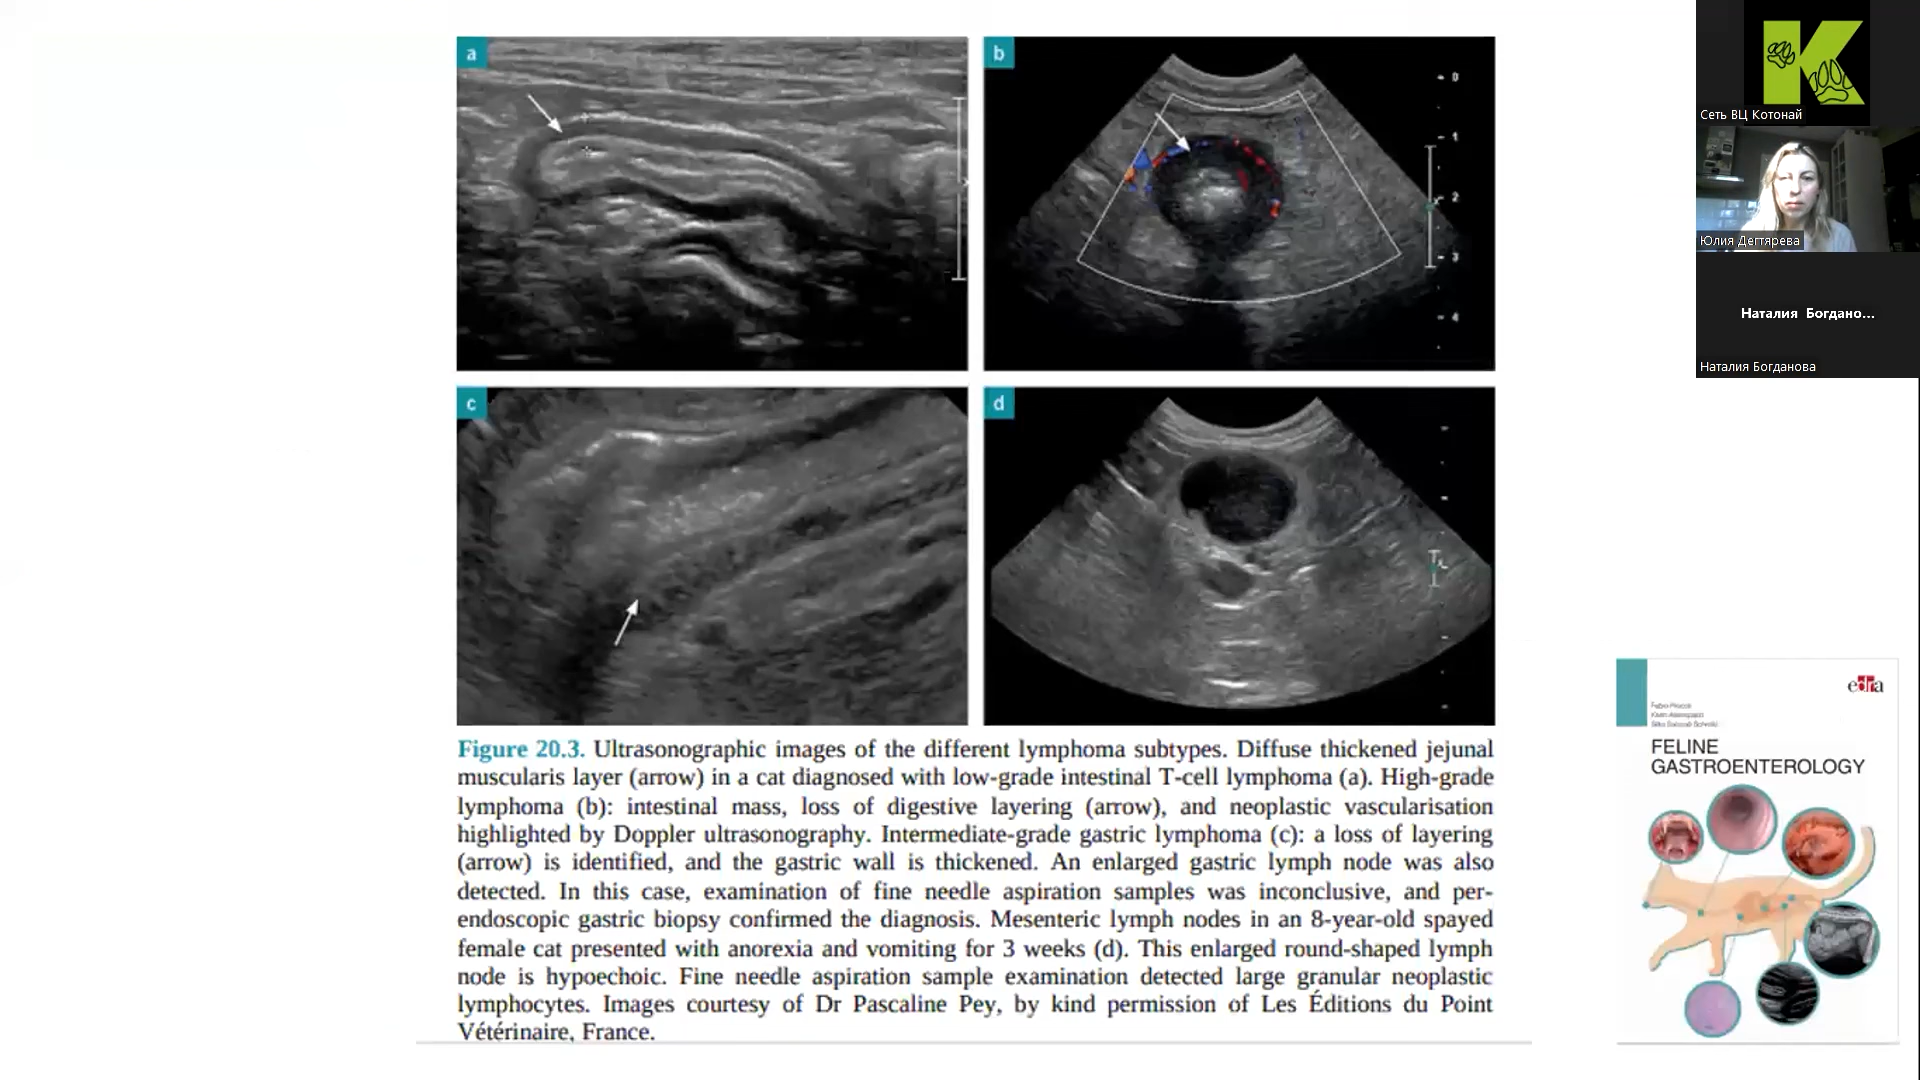 a
b
0
1
2
3
4
c
d
Figure 20.3. Ultrasonographic images of the different lymphoma subtypes. Diffuse thickened jejunal
muscularis layer (arrow) in a cat diagnosed with low-grade intestinal T-cell lymphoma (a). High-grade
lymphoma (b): intestinal mass, loss of digestive layering (arrow), and neoplastic vascularisation
highlighted by Doppler ultrasonography. Intermediate-grade gastric lymphoma (c): a loss of layering
(arrow) is identified, and the gastric wall is thickened. An enlarged gastric lymph node was also
detected. In this case, examination of fine needle aspiration samples was inconclusive, and per-
endoscopic gastric biopsy confirmed the diagnosis. Mesenteric lymph nodes in an 8-year-old spayed
female cat presented with anorexia and vomiting for 3 weeks (d). This enlarged round-shaped lymph
node is hypoechoic. Fine needle aspiration sample examination detected large granular neoplastic
lymphocytes. Images courtesy of Dr Pascaline Pey, by kind permission of Les Éditions du Point
Vétérinaire, France.
K
Сеть ВЦ Котонай
Юлия Дегтярева
Наталия Богдано...
Наталия Богданова
edra
FELINE
GASTROENTEROLOGY